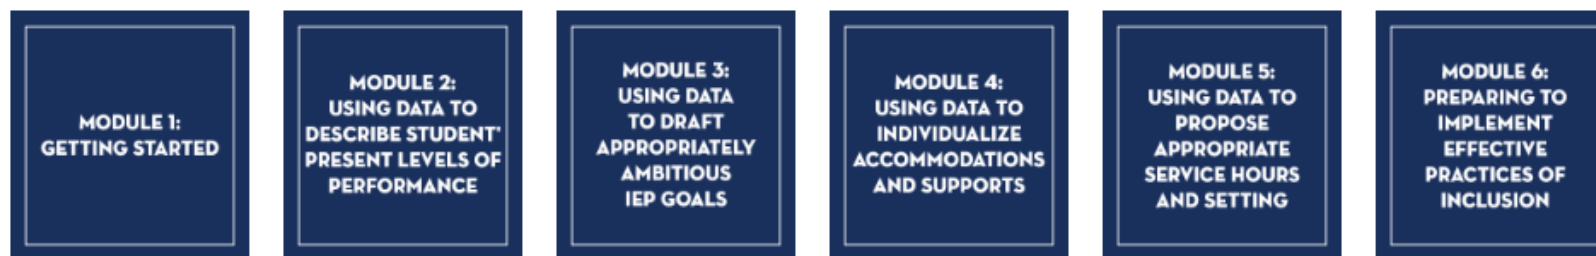 MODULE 1:
GETTING STARTED
MODULE 2:
USING DATA TO
DESCRIBE STUDENT'
PRESENT LEVELS OF
PERFORMANCE
MODULE 3:
USING DATA
TO DRAFT
APPROPRIATELY
AMBITIOUS
IEP GOALS
MODULE 4:
USING DATA TO
INDIVIDUALIZE
ACCOMMODATIONS
AND SUPPORTS
MODULE 5:
USING DATA TO
PROPOSE
APPROPRIATE
SERVICE HOURS
AND SETTING
MODULE 6:
PREPARING TO
IMPLEMENT
EFFECTIVE
PRACTICES OF
INCLUSION